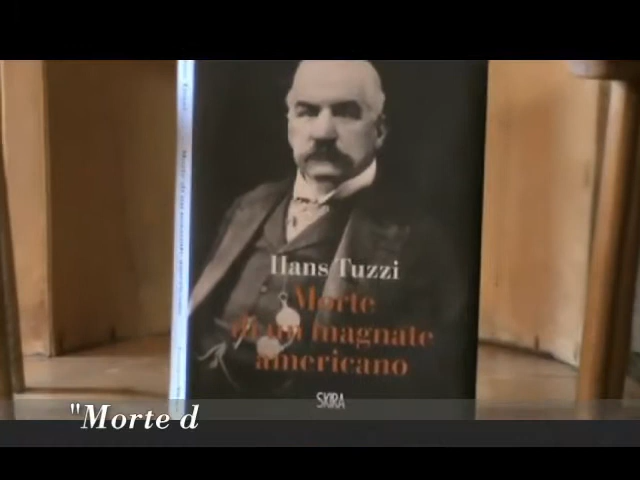 Hans Tuzzi
Morte
di un magnate
americano
SKIRA
"Morte d